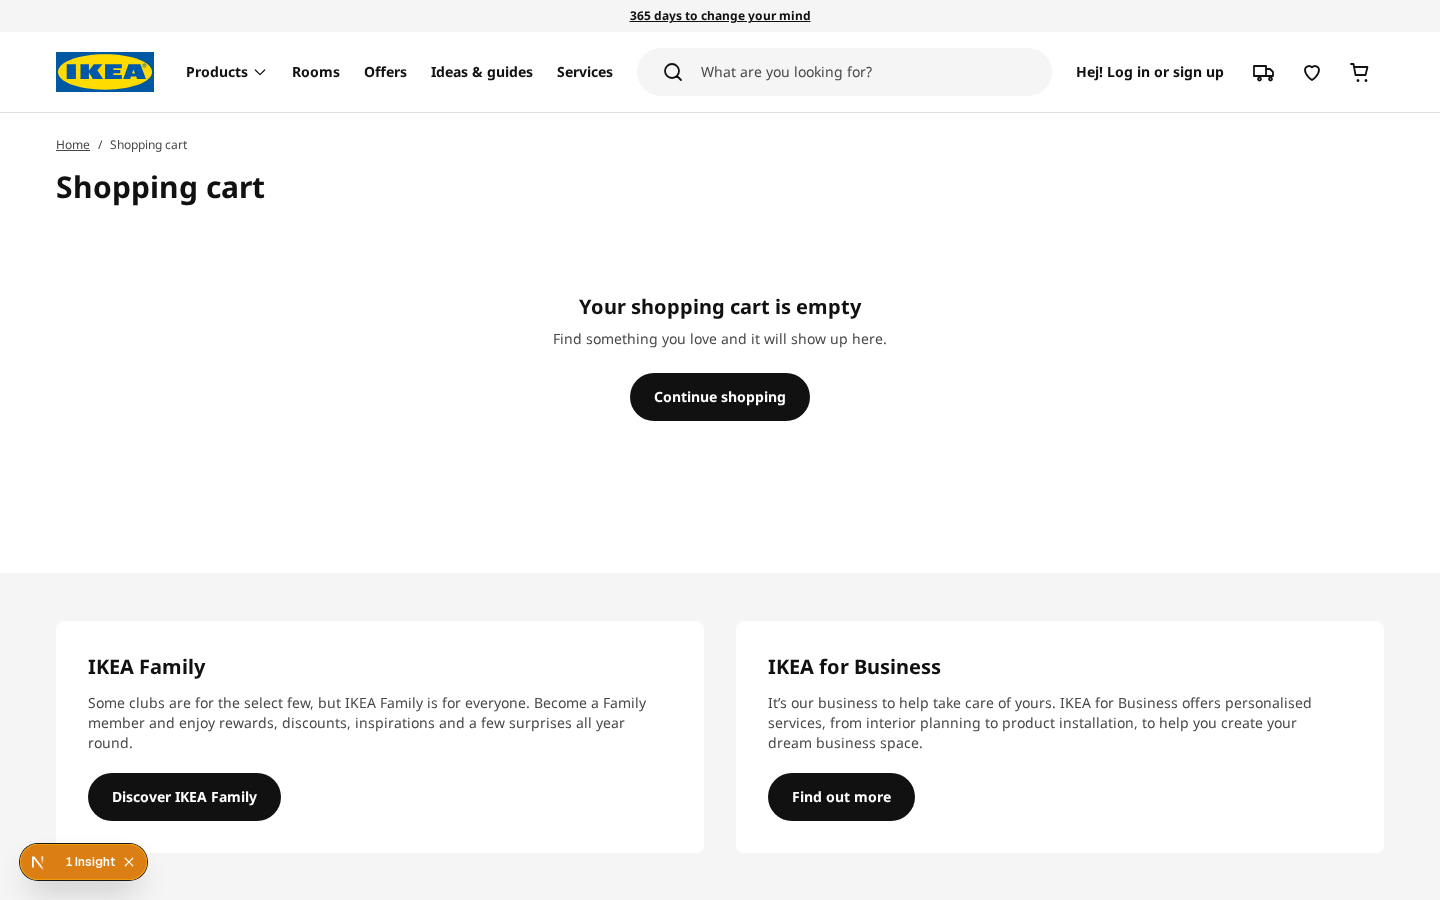 365 days to change your mind
IKEA
Products
Rooms
Offers
Ideas & guides
Services
What are you looking for?
Hej! Log in or sign up
Home / Shopping cart
Shopping cart
Your shopping cart is empty
Find something you love and it will show up here.
Continue shopping
IKEA Family
Some clubs are for the select few, but IKEA Family is for everyone. Become a Family
member and enjoy rewards, discounts, inspirations and a few surprises all year
round.
Discover IKEA Family
IKEA for Business
It’s our business to help take care of yours. IKEA for Business offers personalised
services, from interior planning to product installation, to help you create your
dream business space.
Find out more
1 Insight